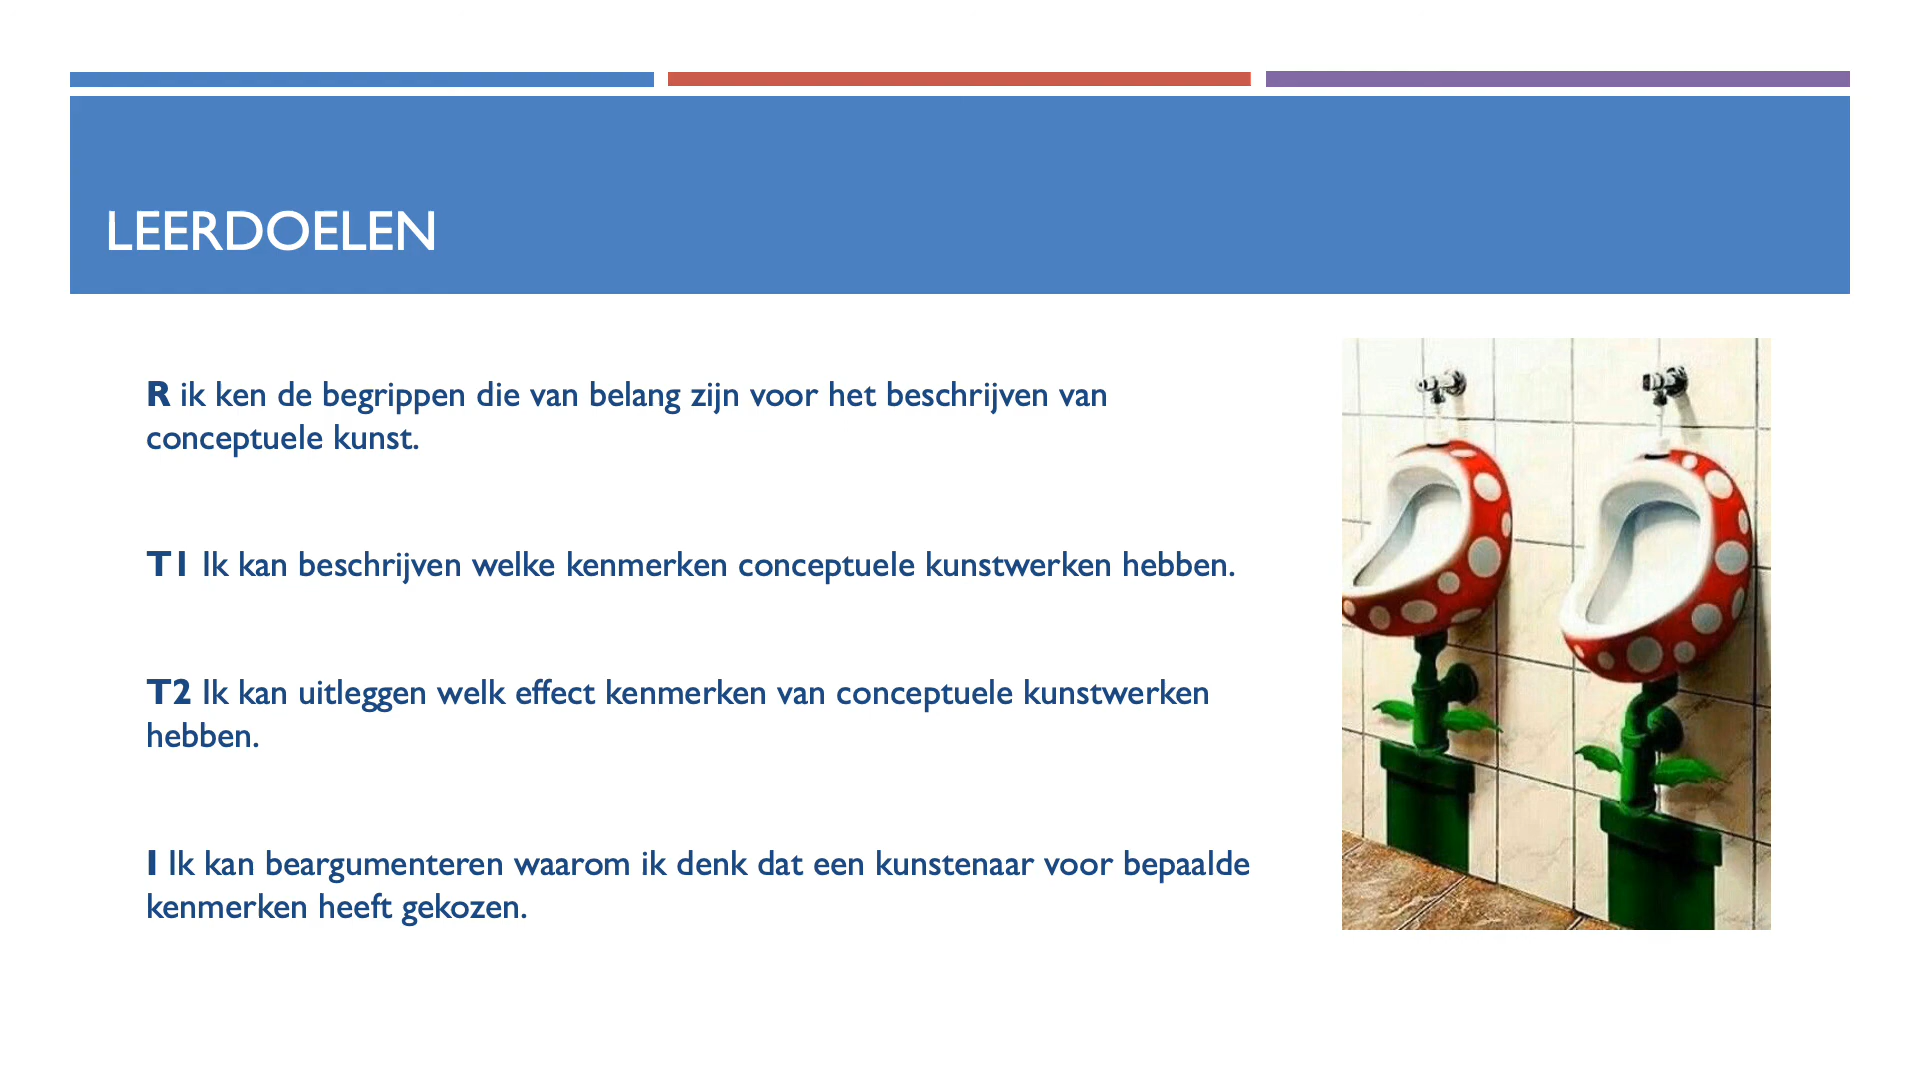 LEERDOELEN
R ik ken de begrippen die van belang zijn voor het beschrijven van
conceptuele kunst.
T1 Ik kan beschrijven welke kenmerken conceptuele kunstwerken hebben.
T2 Ik kan uitleggen welk effect kenmerken van conceptuele kunstwerken
hebben.
I Ik kan beargumenteren waarom ik denk dat een kunstenaar voor bepaalde
kenmerken heeft gekozen.